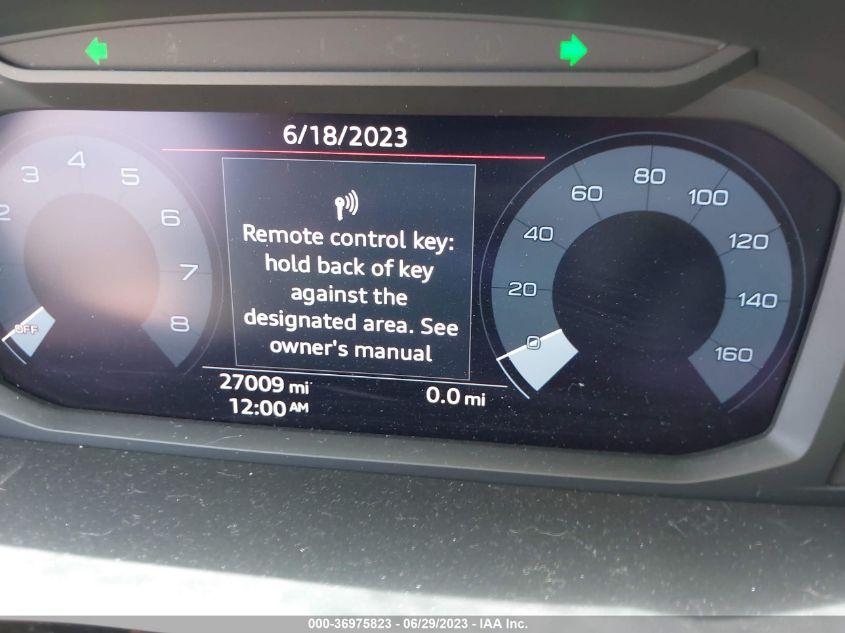 6/18/2023
2
3
4
5
6
7
8
OFF
Remote control key:
hold back of key
against the
designated area. See
owner's manual
0
20
40
60
80
100
120
140
160
27009 mi
0.0 mi
12:00 AM
000-36975823 - 06/29/2023 - IAA Inc.